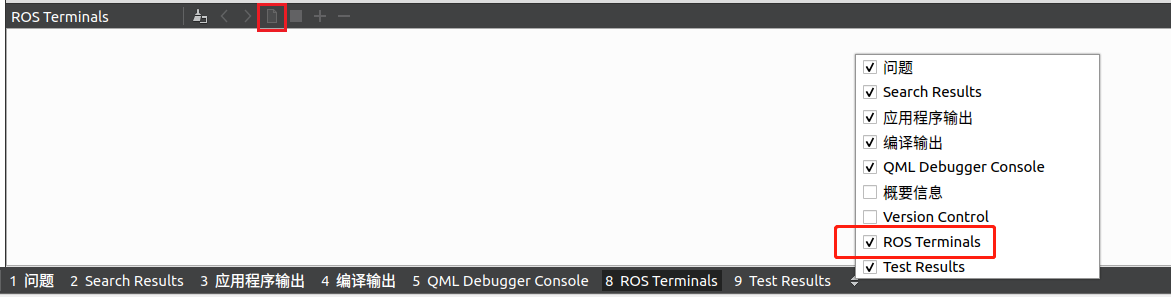 ROS Terminals
问题
Search Results
应用程序输出
编译输出
QML Debugger Console
概要信息
Version Control
ROS Terminals
Test Results
1 问题 2 Search Results 3 应用程序输出 4 编译输出 5 QML Debugger Console 8 ROS Terminals 9 Test Results